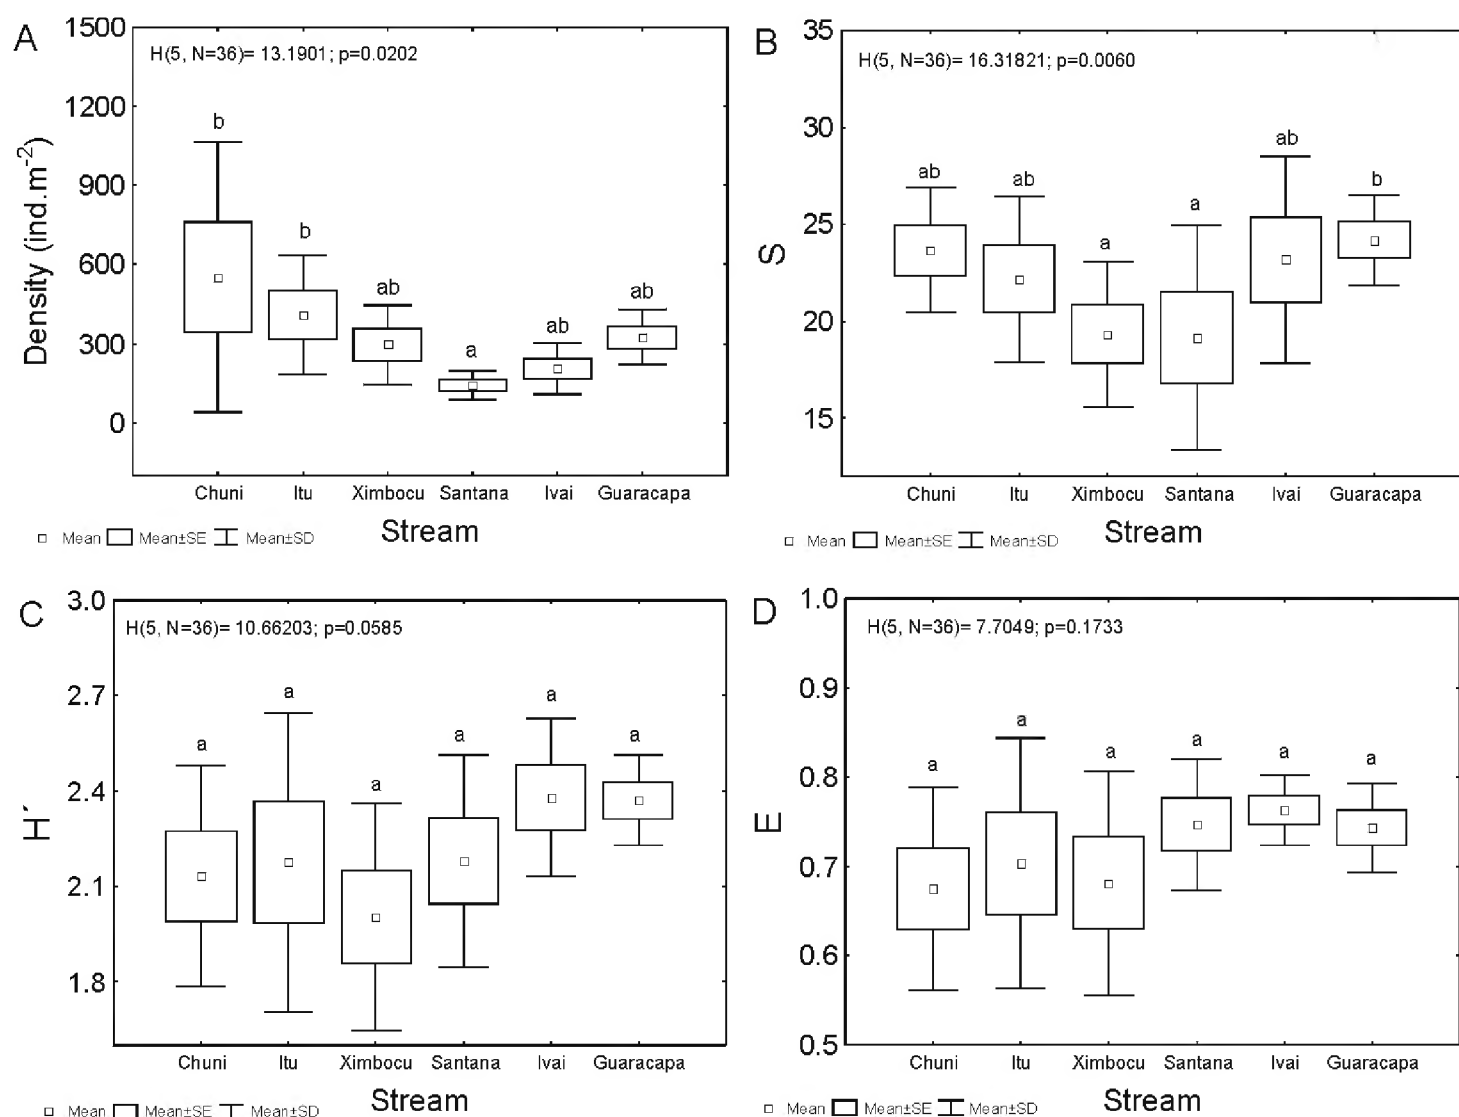 A
1500
1200
900
600
300
0
Density (ind.m-2)
H(5, N=36)= 13.1901; p=0.0202
b
b
ab
a
ab
ab
Chuni Itu Ximbocu Santana Ivai Guaracapa
Stream
Mean Mean±SE Mean±SD
B
35
30
25
20
15
S
H(5, N=36)= 16.31821; p=0.0060
ab
ab
a
a
ab
b
Chuni Itu Ximbocu Santana Ivai Guaracapa
Stream
Mean Mean±SE Mean±SD
C
3.0
2.7
2.4
2.1
1.8
H´
H(5, N=36)= 10.66203; p=0.0585
a
a
a
a
a
a
Chuni Itu Ximbocu Santana Ivai Guaracapa
Stream
Mean Mean±SE Mean±SD
D
1.0
0.9
0.8
0.7
0.6
0.5
E
H(5, N=36)= 7.7049; p=0.1733
a
a
a
a
a
a
Chuni Itu Ximbocu Santana Ivai Guaracapa
Stream
Mean Mean±SE Mean±SD